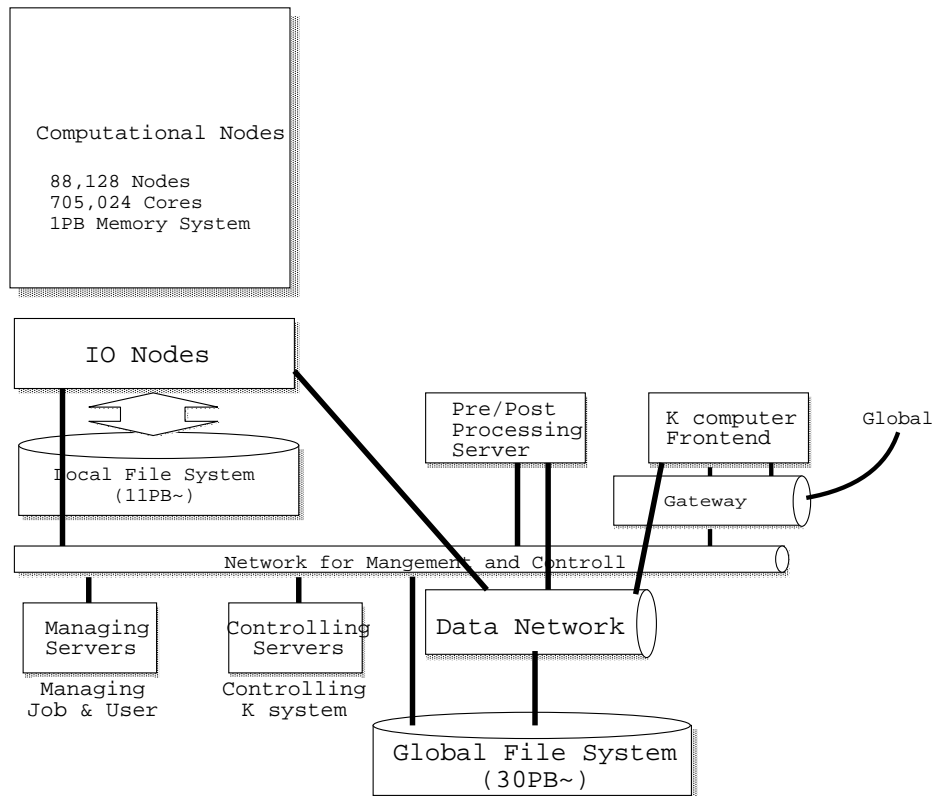 Computational Nodes
88,128 Nodes
705,024 Cores
1PB Memory System
IO Nodes
Local File System
(11PB~)
Pre/Post
Processing
Server
K computer
Frontend
Global
Gateway
Network for Mangement and Controll
Managing
Servers
Managing
Job & User
Controlling
Servers
Controlling
K system
Data Network
Global File System
(30PB~)